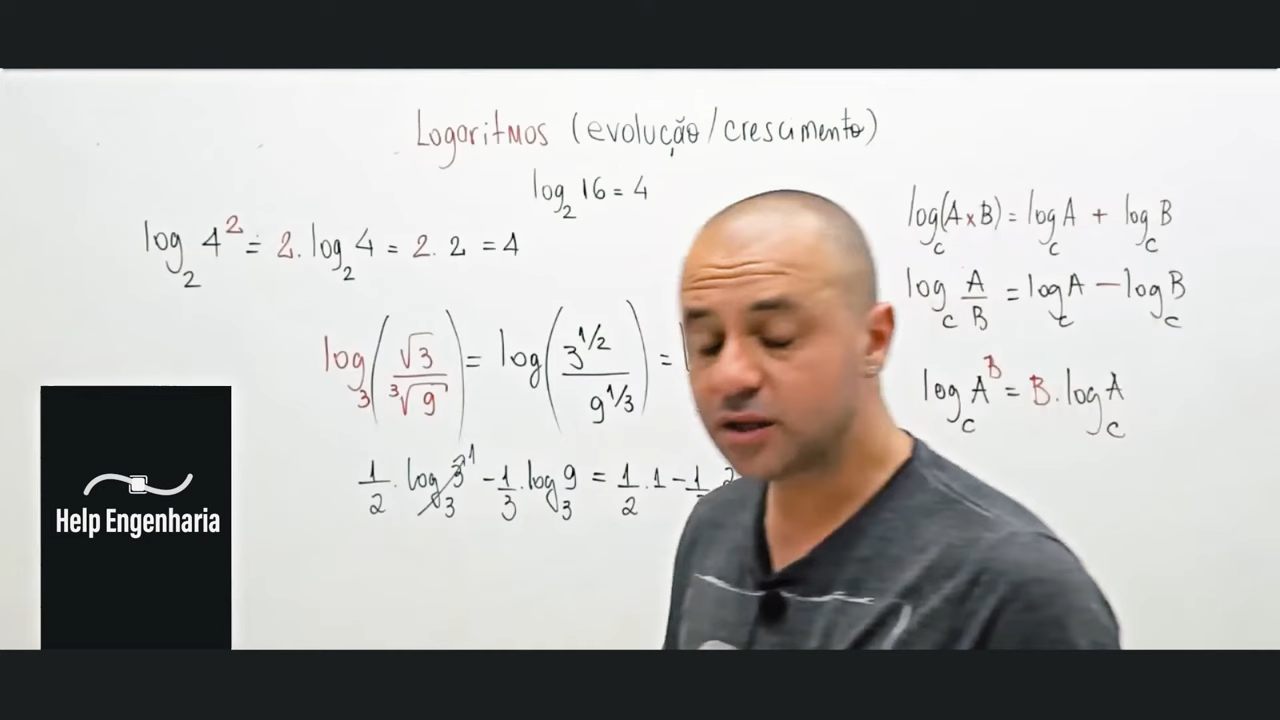 Logaritmos (evolução/crescimento)
log₂ 16 = 4
log₂ 4² = 2. log₂ 4 = 2. 2 = 4
log₃(√3/∛9) = log(3^1/2 / 9^1/3) =
1/2 . log₃ 3 1 - 1/3 . log₃ 9 = 1/2 . 1 - 1
log_c(A x B) = log_c A + log_c B
log_c A/B = log_c A - log_c B
log_c A^B = B. log_c A
Help Engenharia